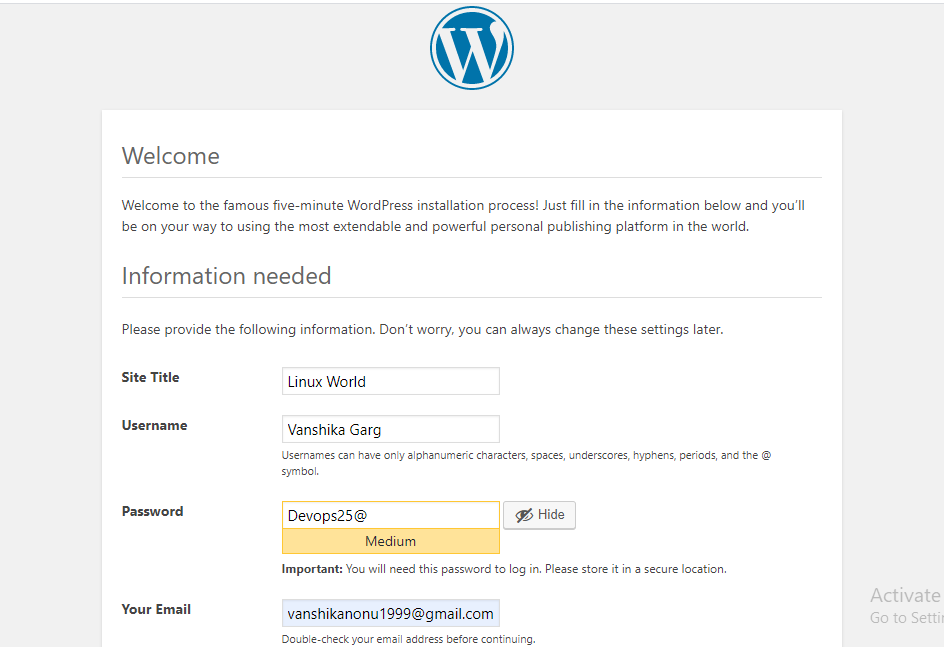 Welcome
Welcome to the famous five-minute WordPress installation process! Just fill in the information below and you’ll
be on your way to using the most extendable and powerful personal publishing platform in the world.
Information needed
Please provide the following information. Don’t worry, you can always change these settings later.
Site Title
Linux World
Username
Vanshika Garg
Usernames can have only alphanumeric characters, spaces, underscores, hyphens, periods, and the @
symbol.
Password
Devops25@
Hide
Medium
Important: You will need this password to log in. Please store it in a secure location.
Your Email
vanshikanonu1999@gmail.com
Double-check your email address before continuing.
Activate
Go to Setti